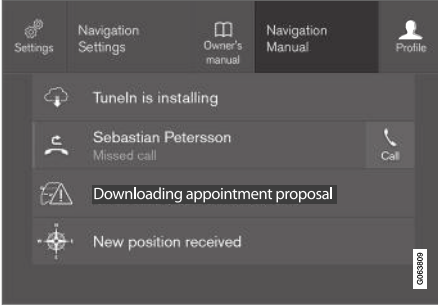 Settings
Navigation
Settings
Owner's
manual
Navigation
Manual
Profile
TuneIn is installing
Sebastian Petersson
Missed call
Call
Downloading appointment proposal
New position received
G063809